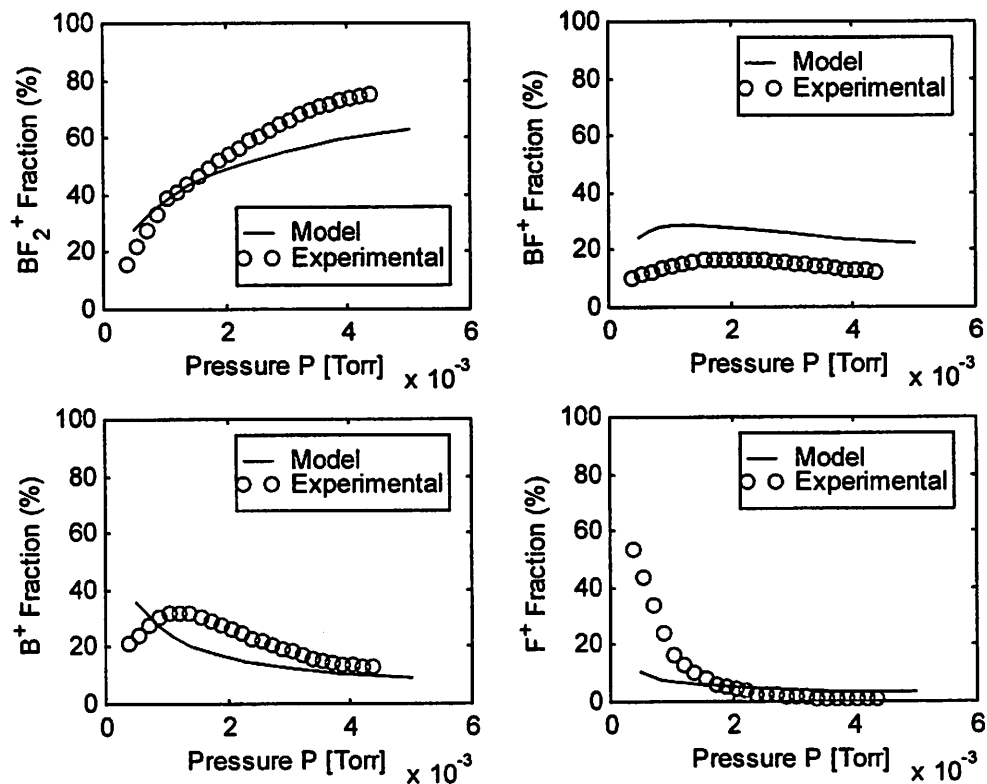 BF2+ Fraction (%)
100
80
60
40
20
0
Model
Experimental
0 2 4 6
Pressure P [Torr] x 10-3
BF+ Fraction (%)
100
80
60
40
20
0
Model
Experimental
0 2 4 6
Pressure P [Torr] x 10-3
B+ Fraction (%)
100
80
60
40
20
0
Model
Experimental
0 2 4 6
Pressure P [Torr] x 10-3
F+ Fraction (%)
100
80
60
40
20
0
Model
Experimental
0 2 4 6
Pressure P [Torr] x 10-3